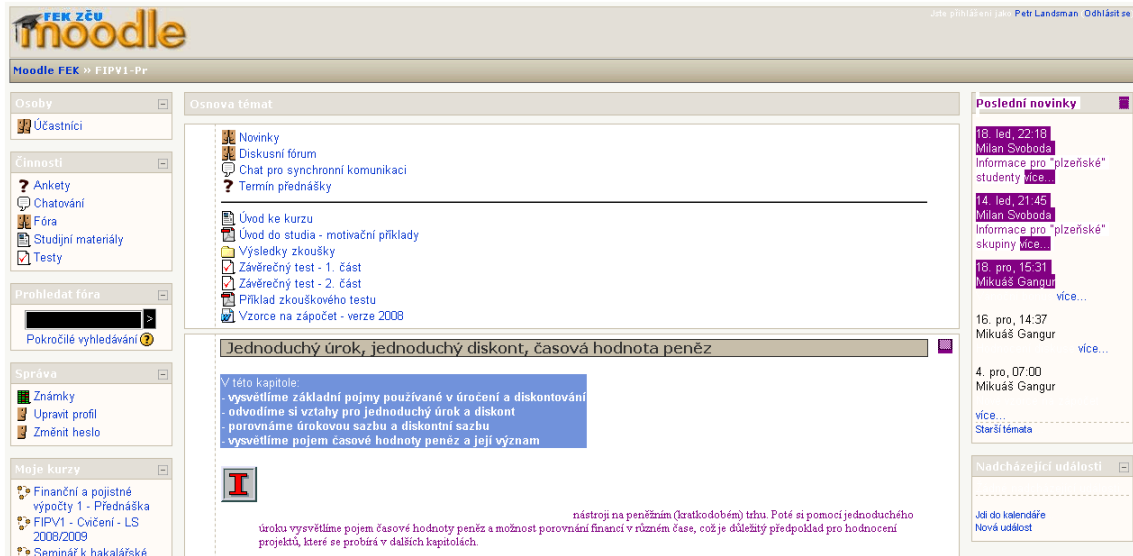 FEK ZČU
moodle
Jste přihlášeni jako Petr Landsman Odhlásit se
Moodle FEK » FIPV1-Pr
Osoby
Účastníci
Činnosti
Ankety
Chatování
Fóra
Studijní materiály
Testy
Prohledat fóra
>
Pokročilé vyhledávání ?
Správa
Známky
Upravit profil
Změnit heslo
Moje kurzy
Finanční a pojistné
výpočty 1 - Přednáška
FIPV1 - Cvičení - LS
2008/2009
Seminář k bakalářské
Osnova témat
Novinky
Diskusní fórum
Chat pro synchronní komunikaci
Termín přednášky
Úvod ke kurzu
Úvod do studia - motivační příklady
Výsledky zkoušky
Závěrečný test - 1. část
Závěrečný test - 2. část
Příklad zkouškového testu
Vzorce na zápočet - verze 2008
Jednoduchý úrok, jednoduchý diskont, časová hodnota peněz
V této kapitole:
- vysvětlíme základní pojmy používané v úročení a diskontování
- odvodíme si vztahy pro jednoduchý úrok a diskont
- porovnáme úrokovou sazbu a diskontní sazbu
- vysvětlíme pojem časové hodnoty peněz a její význam
I
nástroji na peněžním (kratkodobém) trhu. Poté si pomocí jednoduchého
úroku vysvětlíme pojem časové hodnoty peněz a možnost porovnání financí v různém čase, což je důležitý předpoklad pro hodnocení
projektů, které se probírá v dalších kapitolách.
Poslední novinky
18. led, 22:18
Milan Svoboda
Informace pro "plzeňské"
studenty více...
14. led, 21:45
Milan Svoboda
Informace pro "plzeňské"
skupiny více...
18. pro, 15:31
Mikuáš Gangur
více...
16. pro, 14:37
Mikuáš Gangur
více...
4. pro, 07:00
Mikuáš Gangur
více...
Starší témata
Nadcházející události
Jdi do kalendáře
Nová událost